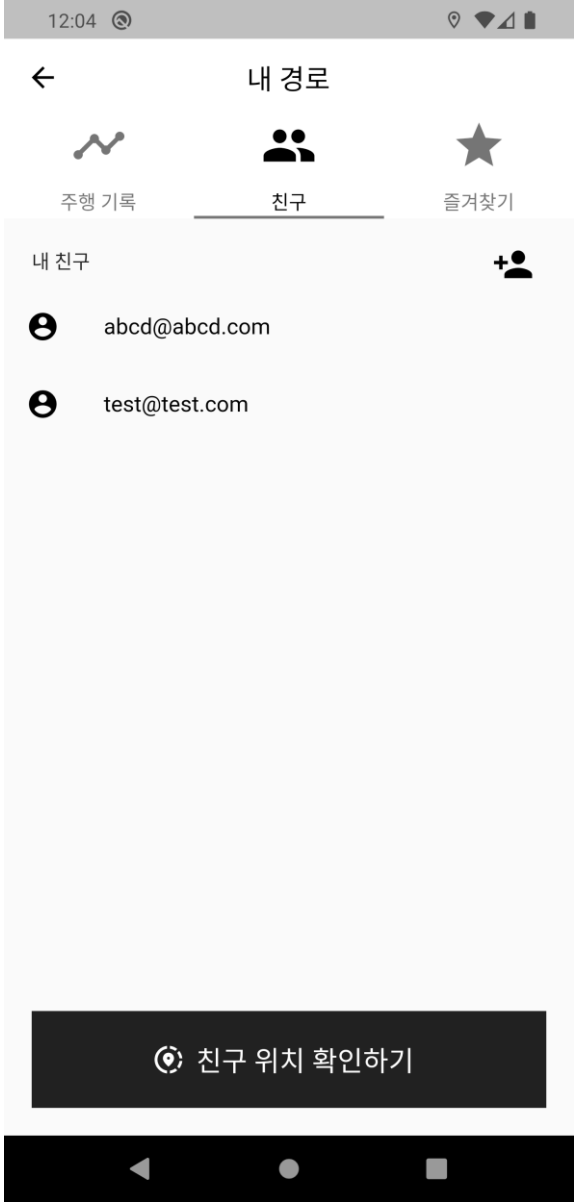 12:04
내 경로
주행 기록
친구
즐겨찾기
내 친구
abcd@abcd.com
test@test.com
친구 위치 확인하기